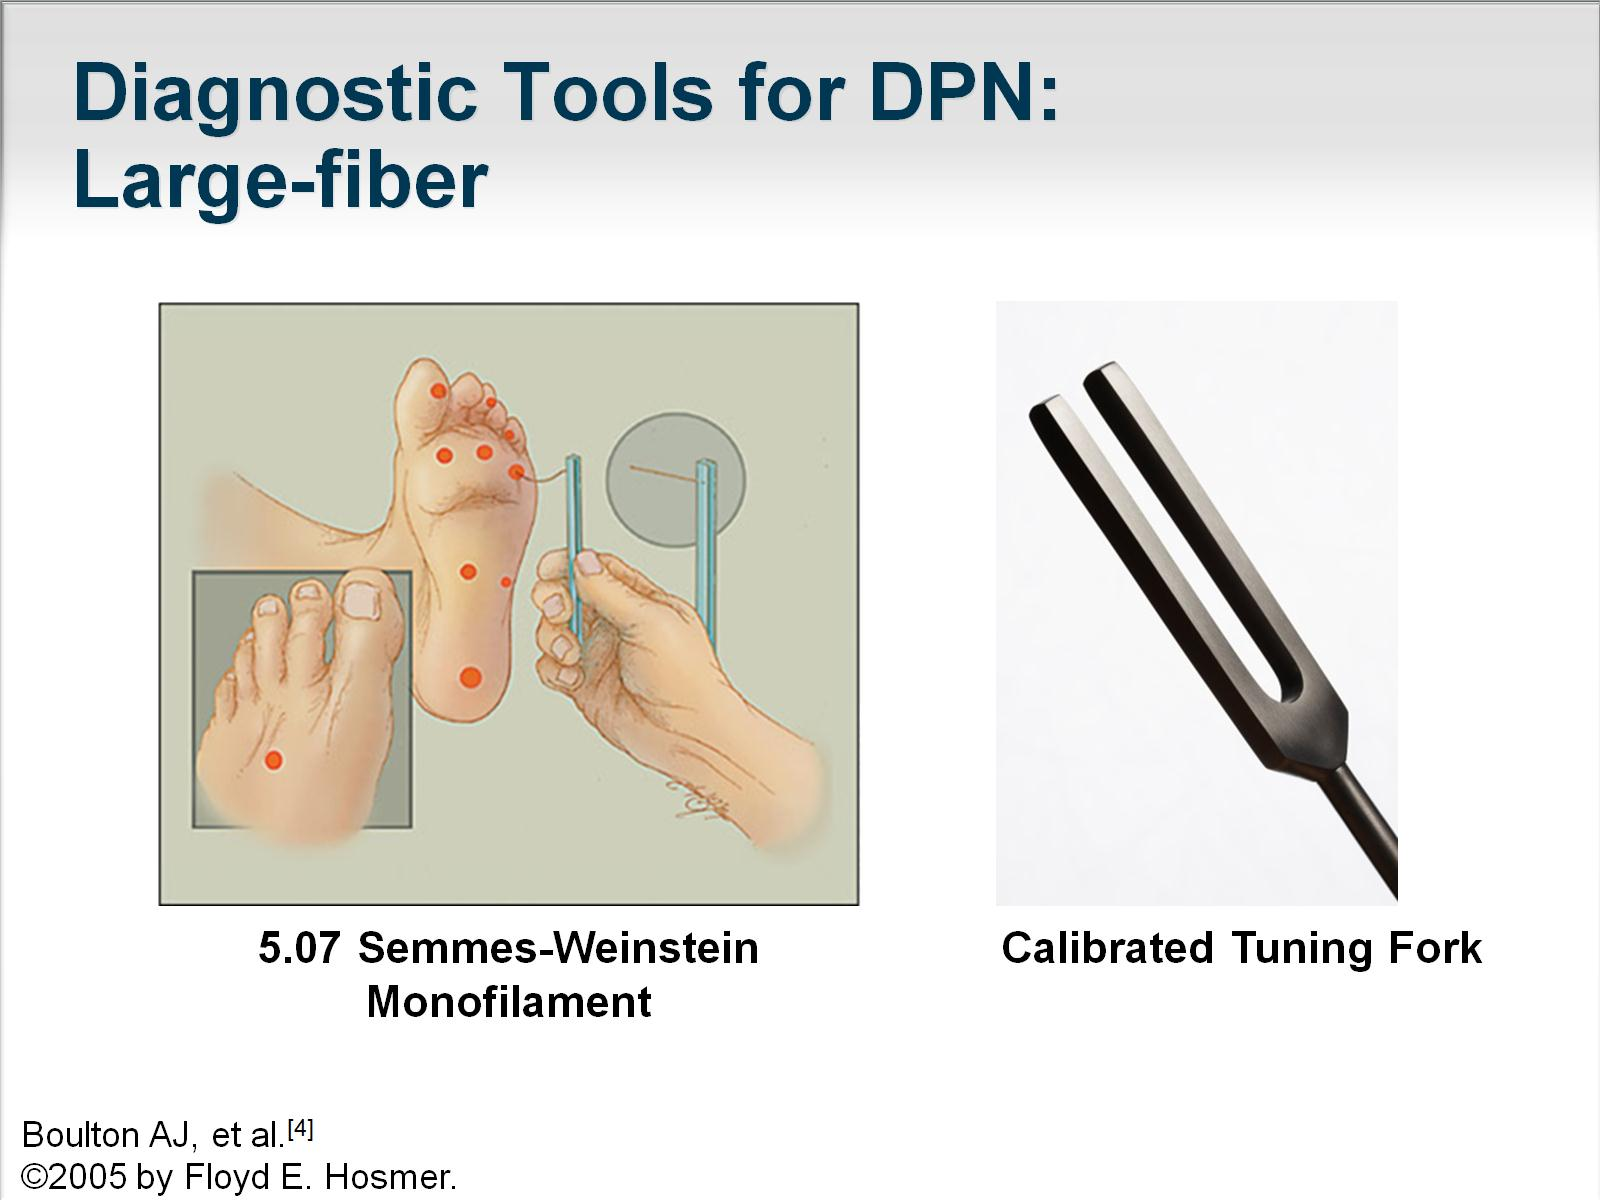 Diagnostic Tools for DPN:
Large-fiber
5.07 Semmes-Weinstein
Monofilament
Calibrated Tuning Fork
Boulton AJ, et al.[4]
©2005 by Floyd E. Hosmer.